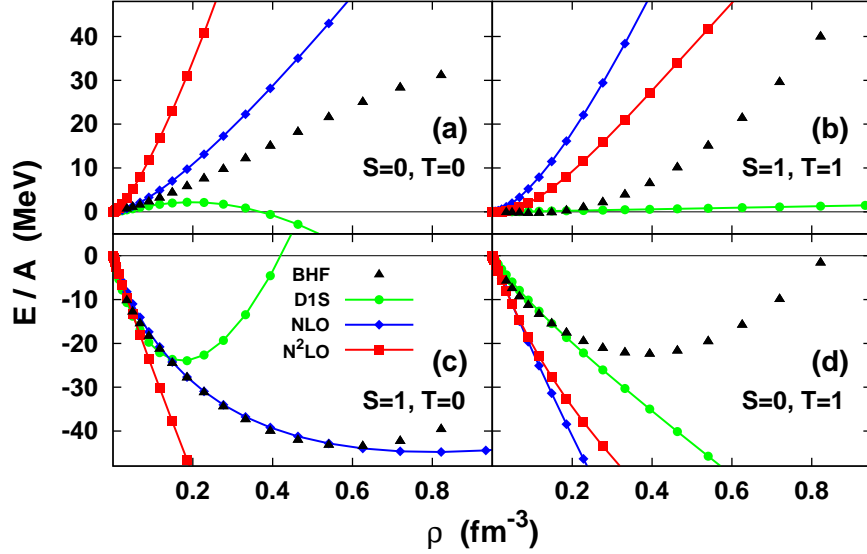 E / A (MeV)
40
30
20
10
0
(a)
S=0, T=0
(b)
S=1, T=1
0
-10
-20
-30
-40
BHF
D1S
NLO
N²LO
(c)
S=1, T=0
(d)
S=0, T=1
0.2 0.4 0.6 0.8 0.2 0.4 0.6 0.8
ρ (fm⁻³)